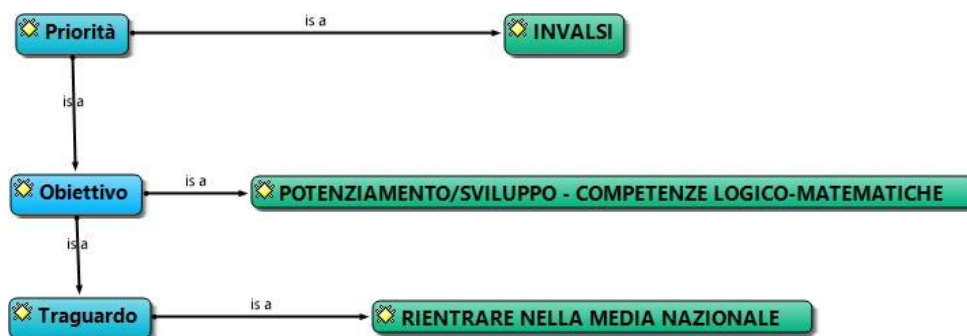 Priorità
is a
INVALSI
is a
Obiettivo
is a
POTENZIAMENTO/SVILUPPO - COMPETENZE LOGICO-MATEMATICHE
is a
Traguardo
is a
RIENTRARE NELLA MEDIA NAZIONALE